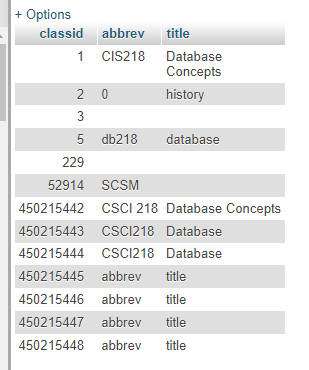 + Options
classid abbrev title
1 CIS218 Database
Concepts
2 0 history
3
5 db218 database
229
52914 SCSM
450215442 CSCI 218 Database Concepts
450215443 CSCI218 Database
450215444 CSCI218 Database
450215445 abbrev title
450215446 abbrev title
450215447 abbrev title
450215448 abbrev title